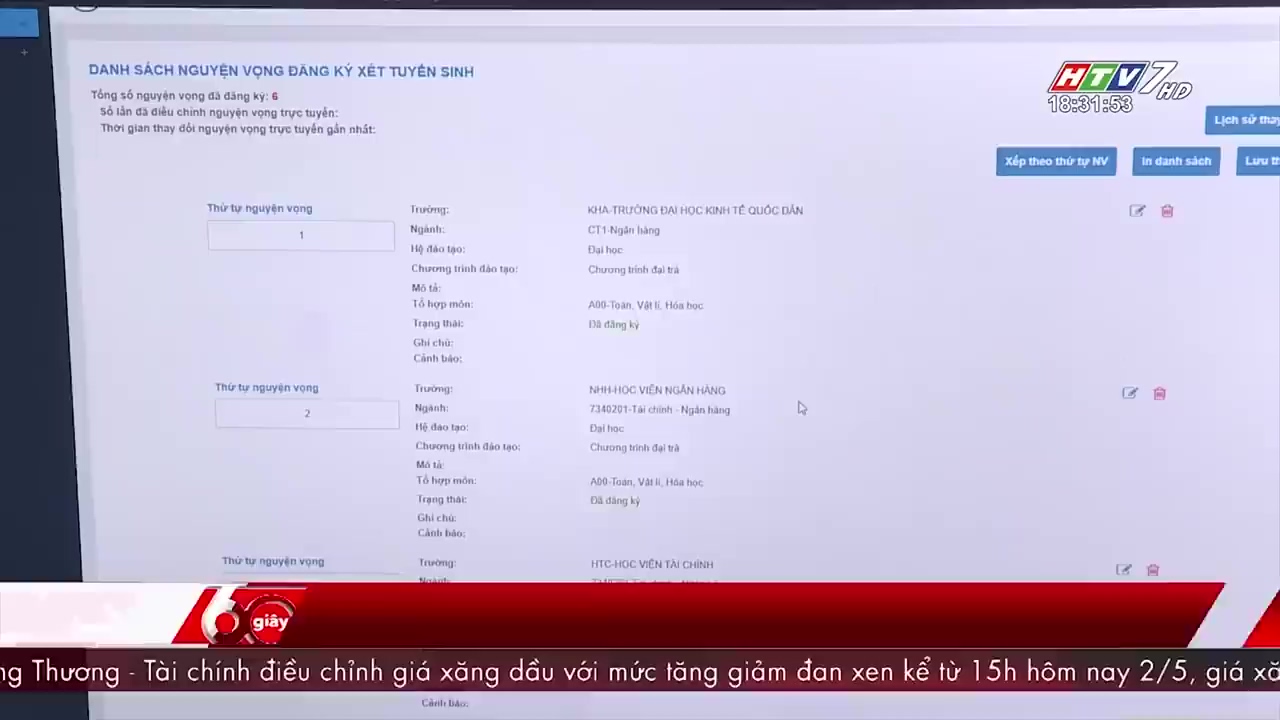 DANH SÁCH NGUYỆN VỌNG ĐĂNG KÝ XÉT TUYỂN SINH
Tổng số nguyện vọng đã đăng ký: 6
Số lần đã điều chỉnh nguyện vọng trực tuyến:
Thời gian thay đổi nguyện vọng trực tuyến gần nhất:
HTV7 HD
18:31:53
Lịch sử thay
Xếp theo thứ tự NV
In danh sách
Lưu th
Thứ tự nguyện vọng
1
Trường: KHA-TRƯỜNG ĐẠI HỌC KINH TẾ QUỐC DÂN
Ngành: CT1-Ngân hàng
Hệ đào tạo: Đại học
Chương trình đào tạo: Chương trình đại trà
Mô tả:
Tổ hợp môn: A00-Toán, Vật lí, Hóa học
Trạng thái: Đã đăng ký
Ghi chú:
Cảnh báo:
Thứ tự nguyện vọng
2
Trường: NHH-HỌC VIỆN NGÂN HÀNG
Ngành: 7340201-Tài chính - Ngân hàng
Hệ đào tạo: Đại học
Chương trình đào tạo: Chương trình đại trà
Mô tả:
Tổ hợp môn: A00-Toán, Vật lí, Hóa học
Trạng thái: Đã đăng ký
Ghi chú:
Cảnh báo:
Thứ tự nguyện vọng
Trường: HTC-HỌC VIỆN TÀI CHÍNH
60 giây
ng Thương - Tài chính điều chỉnh giá xăng dầu với mức tăng giảm đan xen kể từ 15h hôm nay 2/5, giá xă
Cảnh báo: